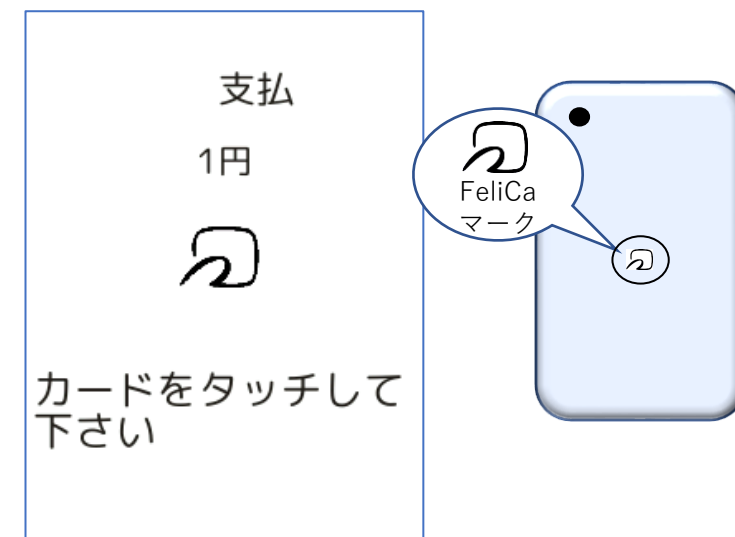 支払
1円
カードをタッチして
下さい
FeliCa
マーク